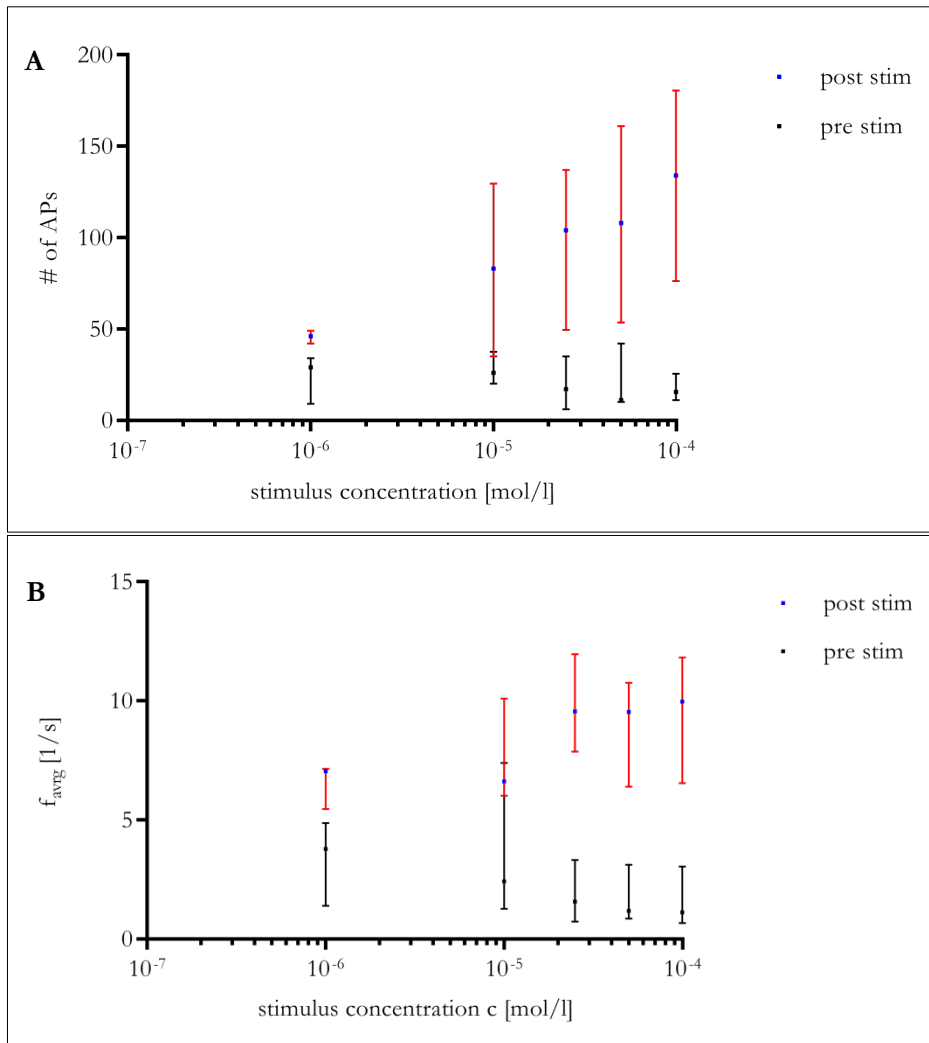 A
200
150
100
50
0
# of APs
post stim
pre stim
10⁻⁷
10⁻⁶
10⁻⁵
10⁻⁴
stimulus concentration [mol/l]
B
15
10
5
0
f_avrg [1/s]
post stim
pre stim
10⁻⁷
10⁻⁶
10⁻⁵
10⁻⁴
stimulus concentration c [mol/l]